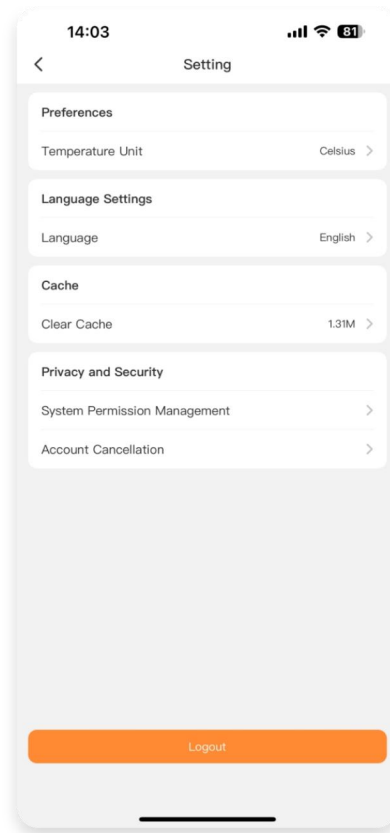 14:03
81
Setting
Preferences
Temperature Unit Celsius
Language Settings
Language English
Cache
Clear Cache 1.31M
Privacy and Security
System Permission Management
Account Cancellation
Logout